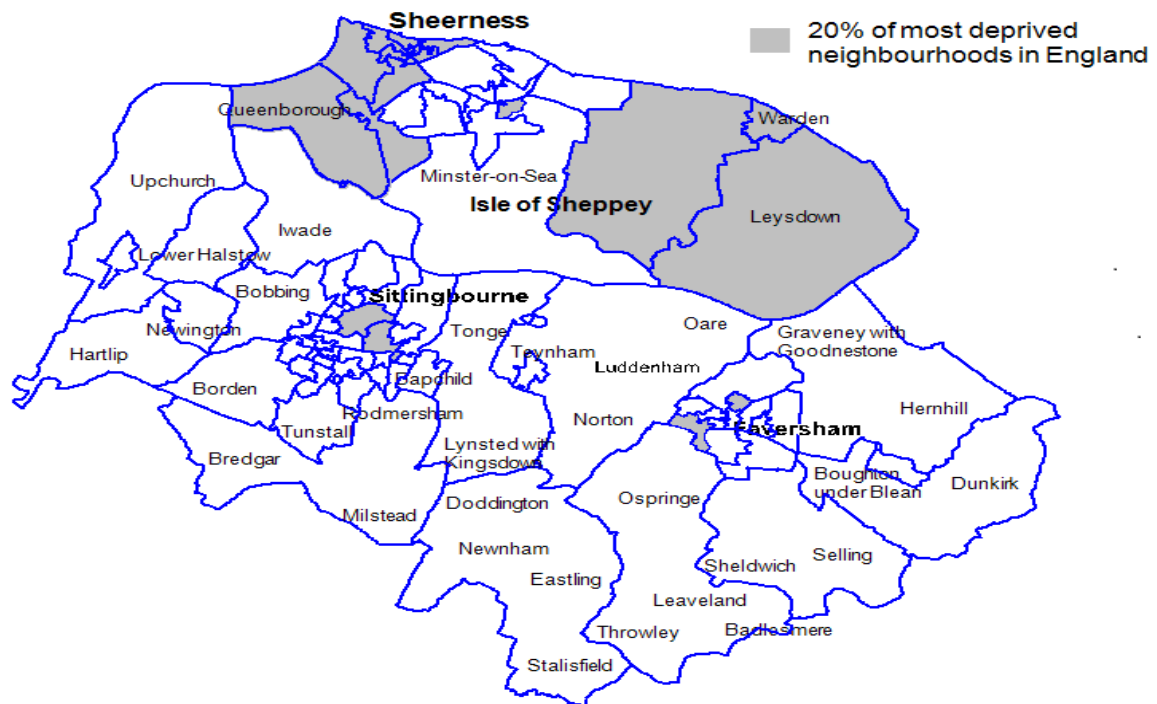 Sheerness
20% of most deprived
neighbourhoods in England
Queenborough
Warden
Upchurch
Minster-on-Sea
Isle of Sheppey
Leysdown
Iwade
Lower Halstow
Bobbing
Sittingbourne
Newington
Tonge
Oare
Graveney with
Goodnestone
Hartlip
Teynham
Luddenham
Borden
Bapchild
Rodmersham
Norton
Hernhill
Tunstall
Faversham
Bredgar
Lynsted with
Kingsdown
Boughton
under Blean
Dunkirk
Ospringe
Doddington
Milstead
Newnham
Selling
Sheldwich
Eastling
Leaveland
Throwley
Badlesmere
Stalisfield